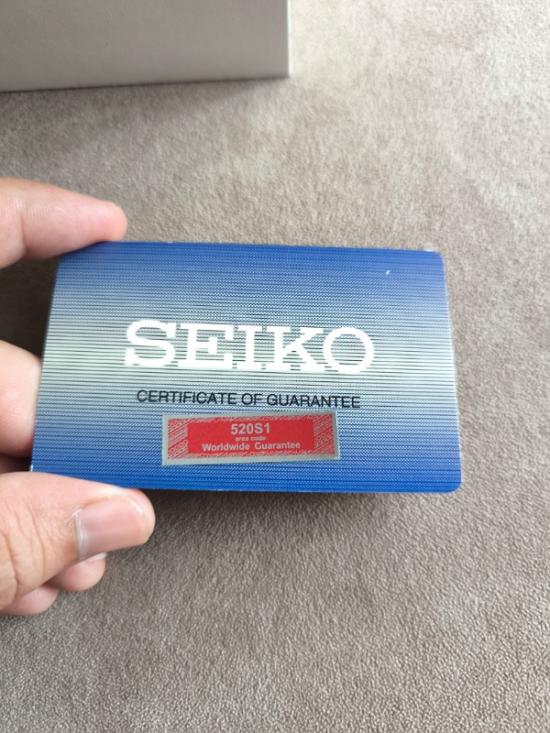 SEIKO
CERTIFICATE OF GUARANTEE
520S1
area code
Worldwide Guarantee